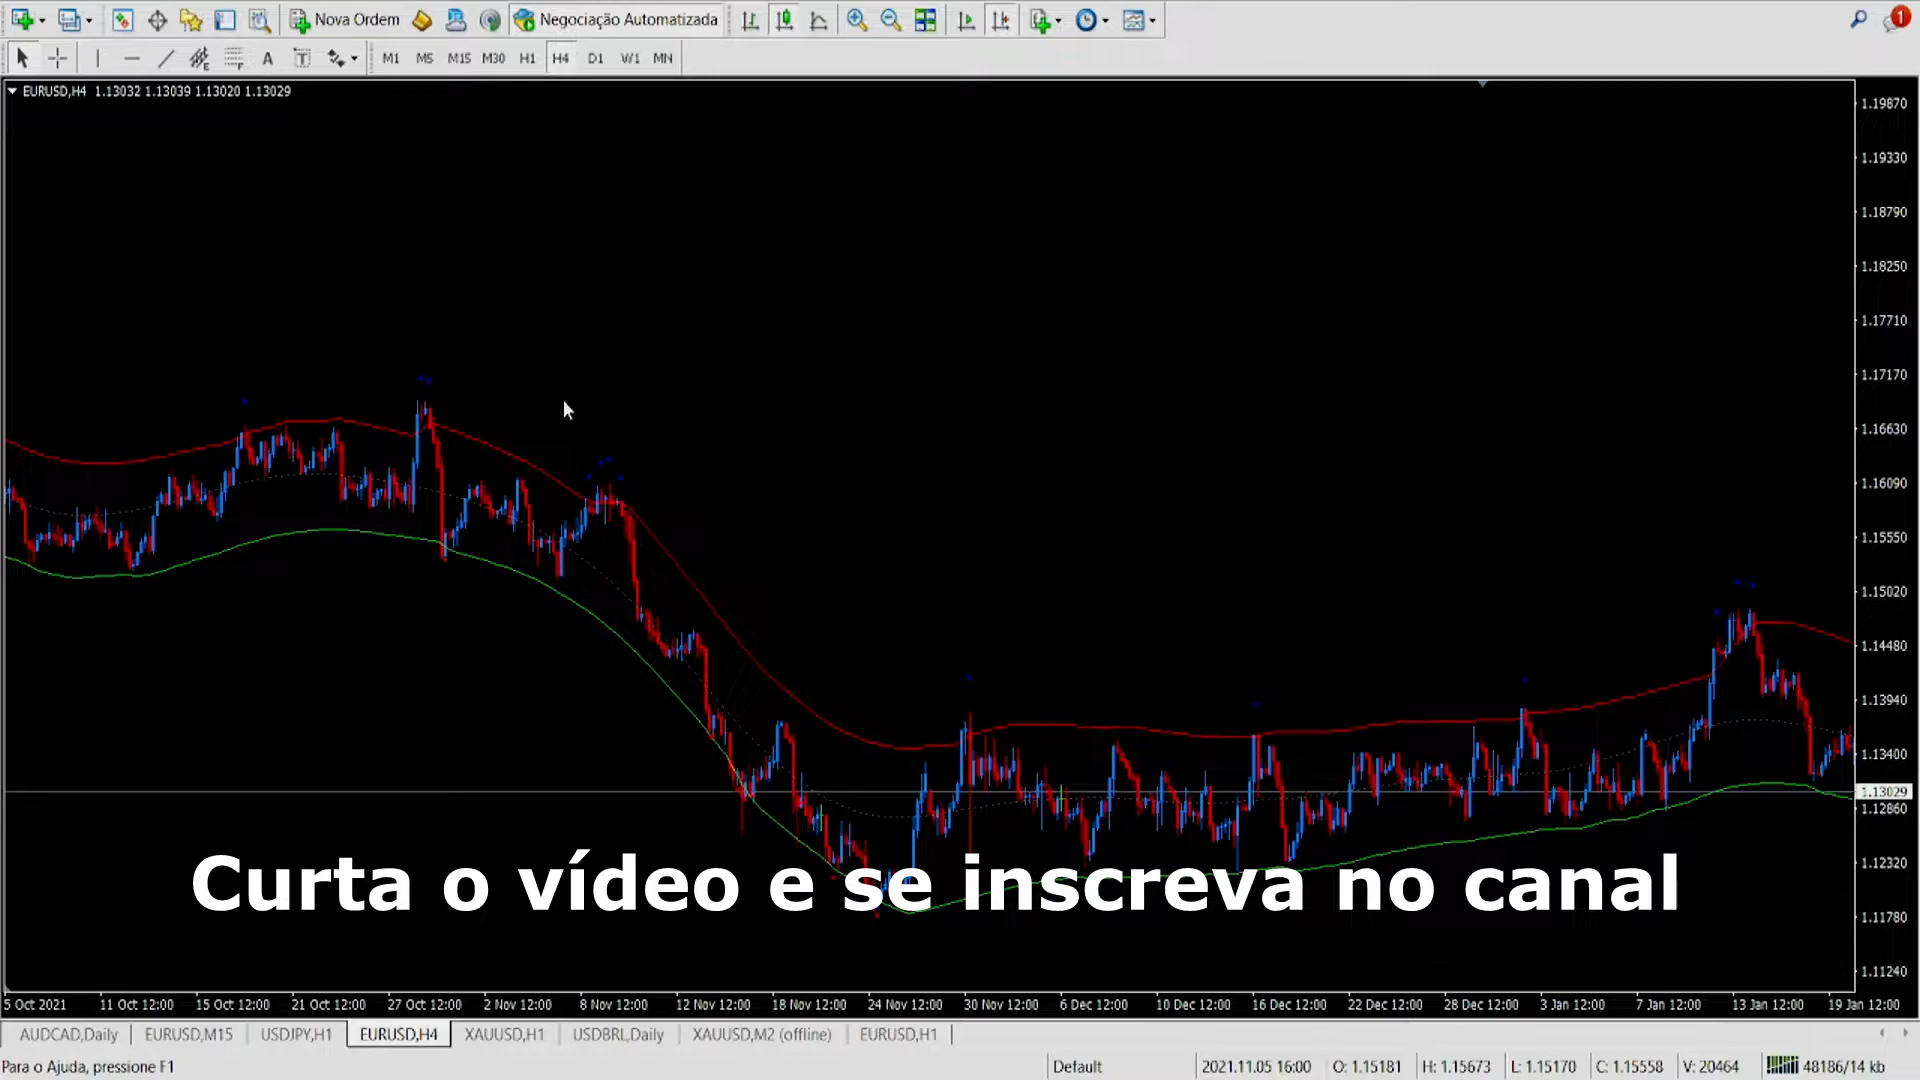 Nova Ordem
Negociação Automatizada
1
A
T
M1 M5 M15 M30 H1 H4 D1 W1 MN
EURUSD,H4 1.13032 1.13039 1.13020 1.13029
1.19870
1.19330
1.18790
1.18250
1.17710
1.17170
1.16630
1.16090
1.15550
1.15020
1.14480
1.13940
1.13400
1.13029
1.12860
1.12320
1.11780
1.11240
Curta o vídeo e se inscreva no canal
5 Oct 2021 11 Oct 12:00 15 Oct 12:00 21 Oct 12:00 27 Oct 12:00 2 Nov 12:00 8 Nov 12:00 12 Nov 12:00 18 Nov 12:00 24 Nov 12:00 30 Nov 12:00 6 Dec 12:00 10 Dec 12:00 16 Dec 12:00 22 Dec 12:00 28 Dec 12:00 3 Jan 12:00 7 Jan 12:00 13 Jan 12:00 19 Jan 12:00
AUDCAD,Daily EURUSD,M15 USDJPY,H1 EURUSD,H4 XAUUSD,H1 USDBRL,Daily XAUUSD,M2 (offline) EURUSD,H1
Para o Ajuda, pressione F1 Default 2021.11.05 16:00 O: 1.15181 H: 1.15673 L: 1.15170 C: 1.15558 V: 20464 48186/14 kb